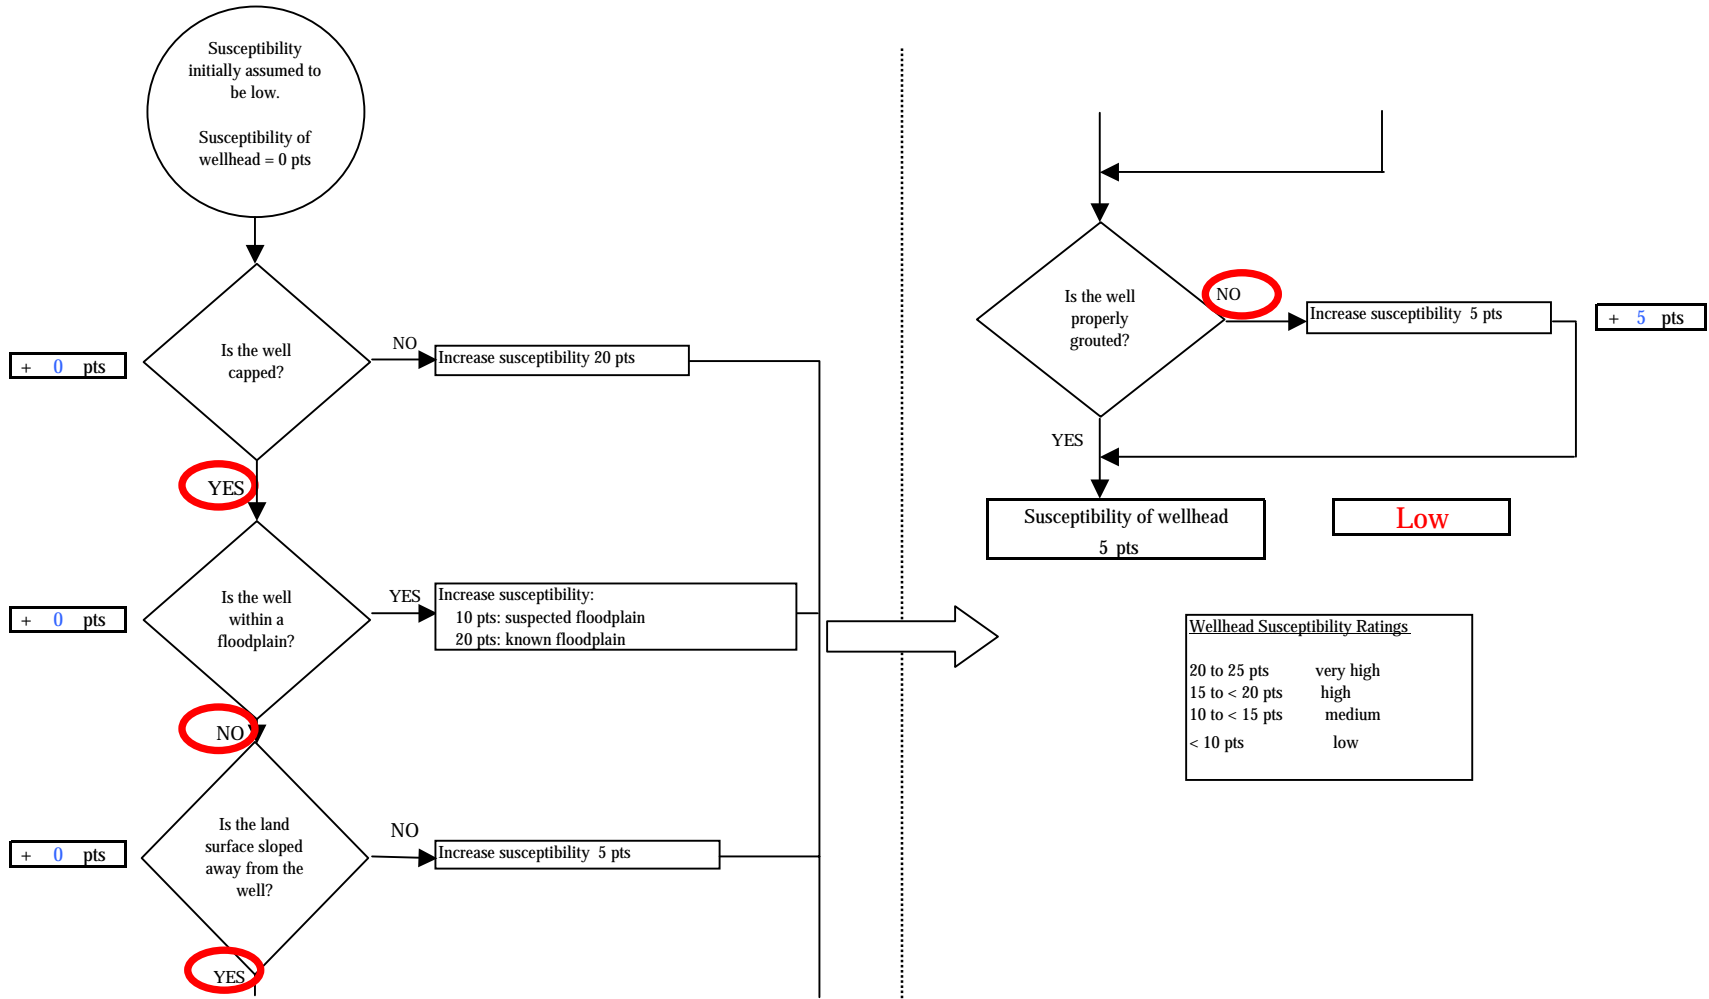 Susceptibility
initially assumed to
be low.
Susceptibility of
wellhead = 0 pts
Is the well
capped?
NO
Increase susceptibility 20 pts
+ 0 pts
YES
Is the well
within a
floodplain?
YES
Increase susceptibility:
10 pts: suspected floodplain
20 pts: known floodplain
+ 0 pts
NO
Is the land
surface sloped
away from the
well?
NO
Increase susceptibility 5 pts
+ 0 pts
YES
Is the well
properly
grouted?
NO
Increase susceptibility 5 pts
+ 5 pts
YES
Susceptibility of wellhead
5 pts
Low
Wellhead Susceptibility Ratings
20 to 25 pts very high
15 to < 20 pts high
10 to < 15 pts medium
< 10 pts low